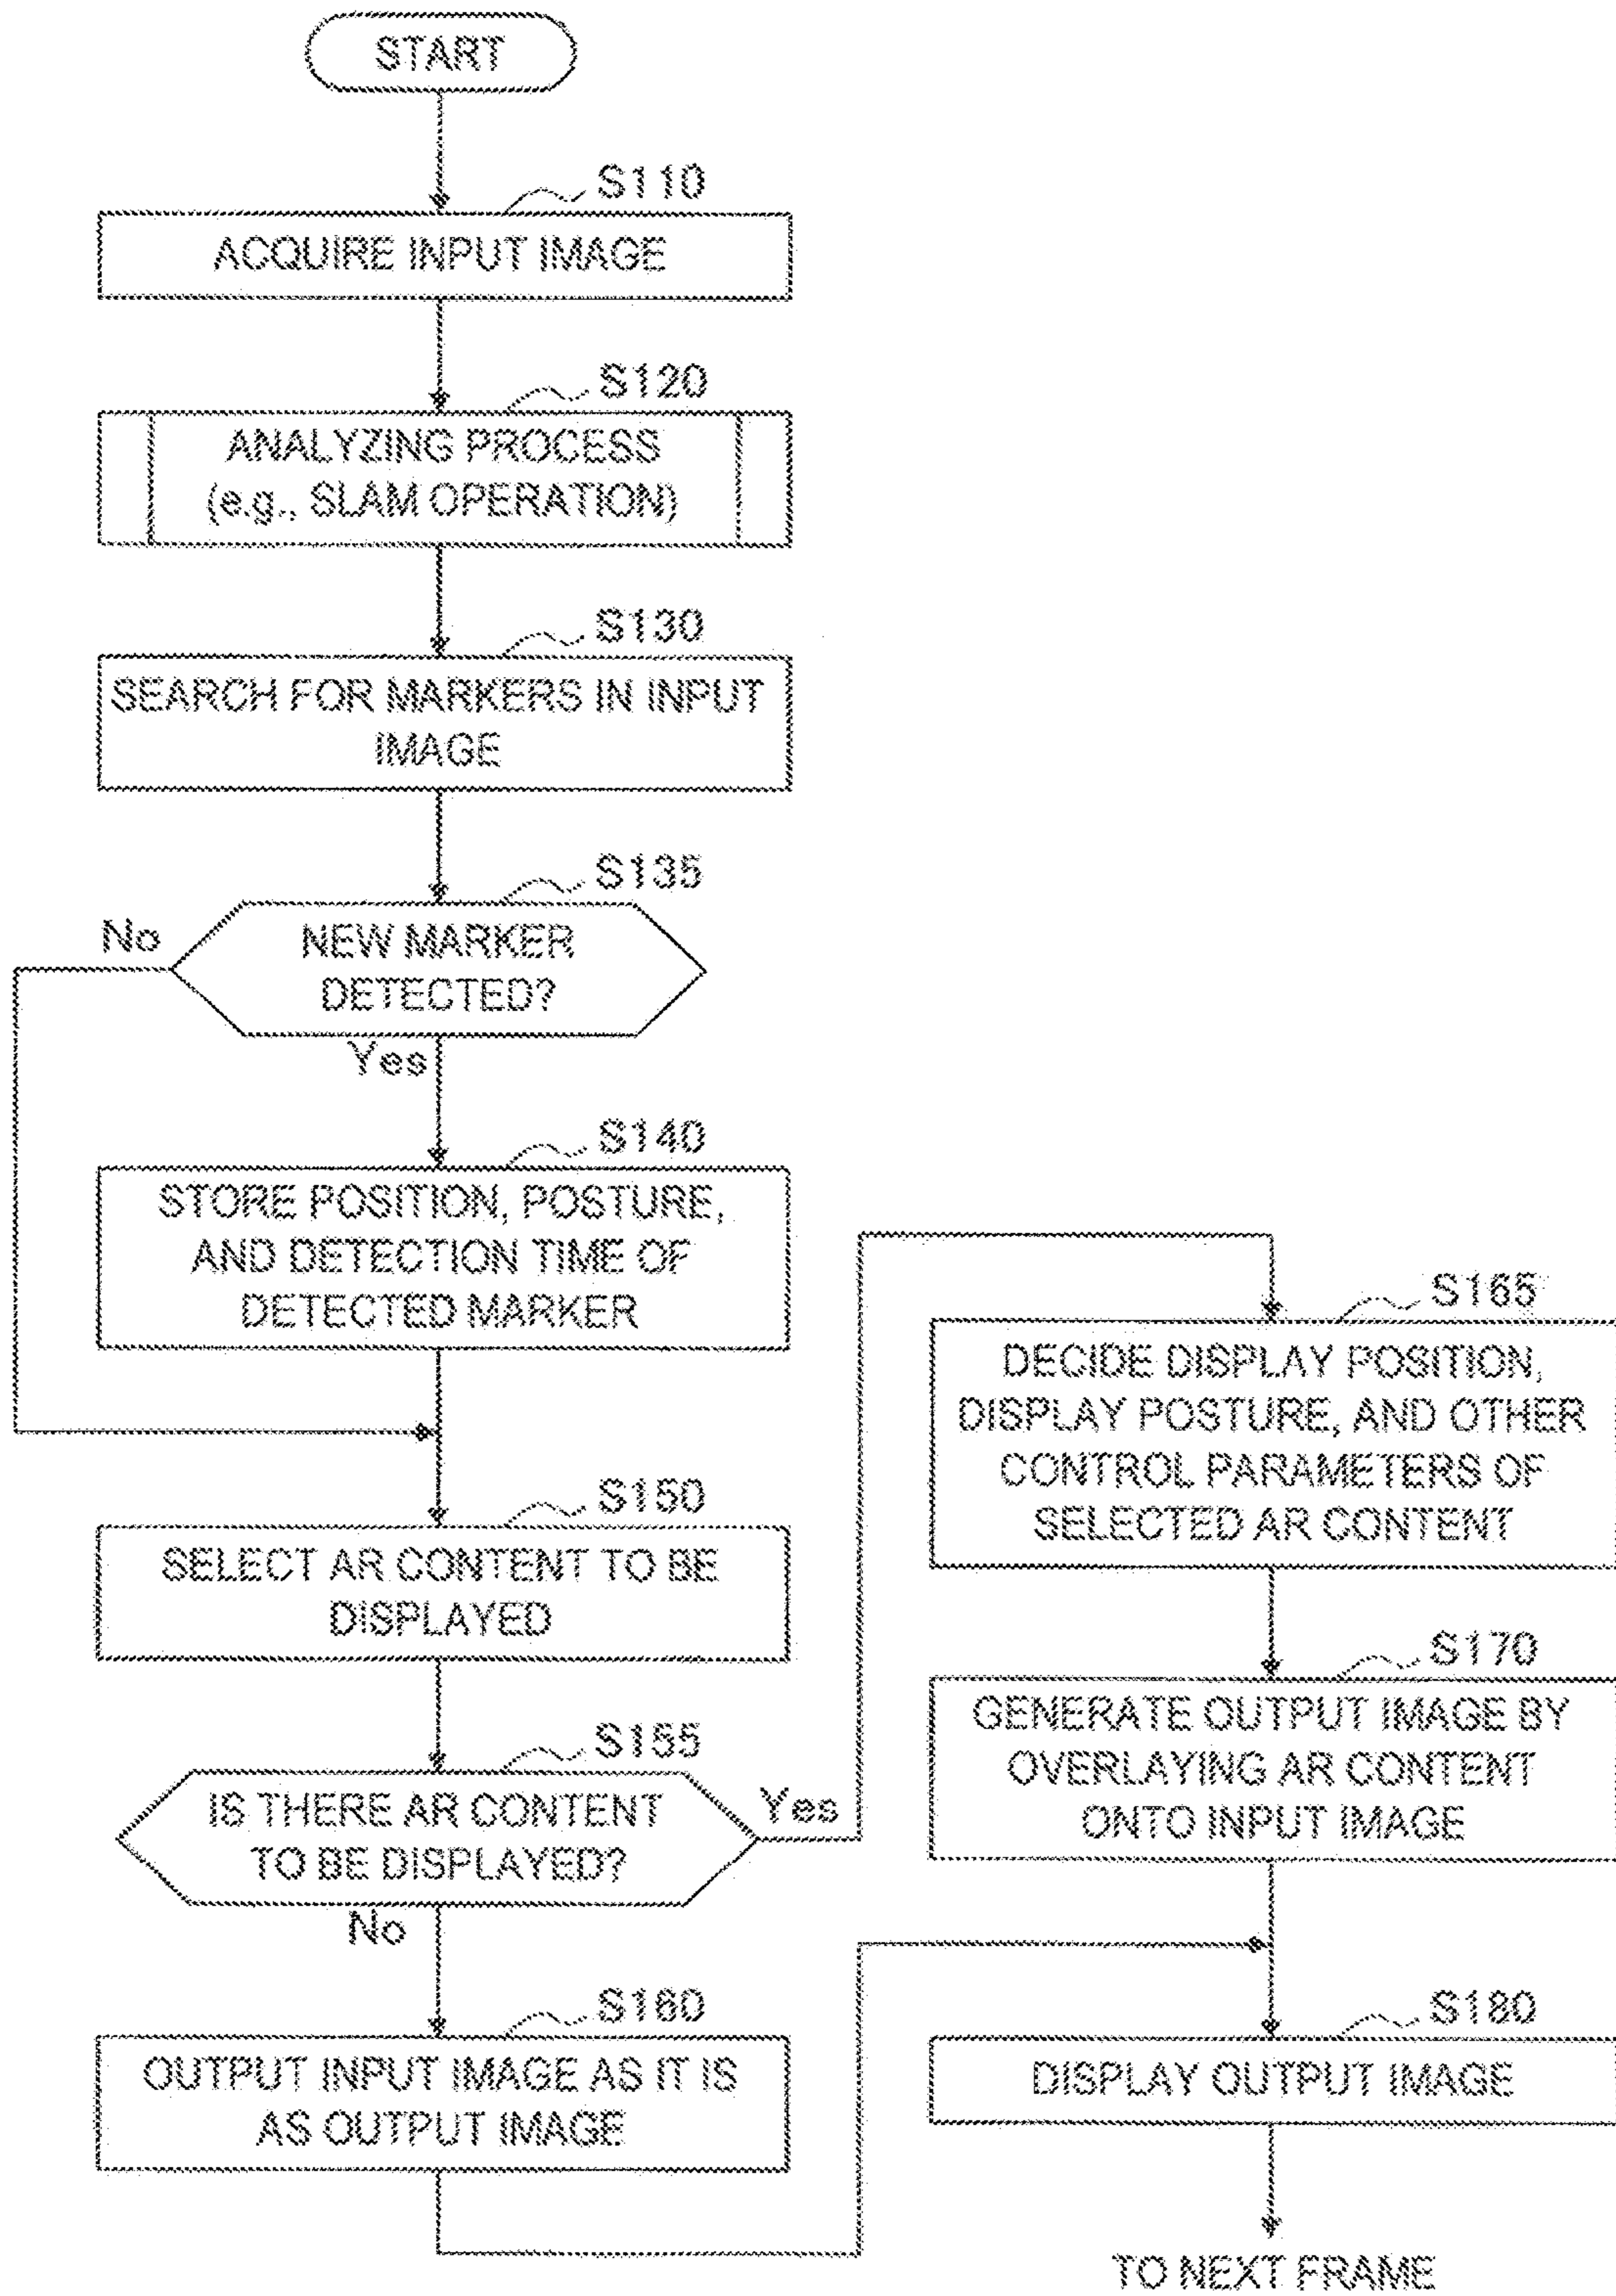 START
S110
ACQUIRE INPUT IMAGE
S120
ANALYZING PROCESS
(e.g., SLAM OPERATION)
S130
SEARCH FOR MARKERS IN INPUT
IMAGE
S135
NEW MARKER
DETECTED?
No
Yes
S140
STORE POSITION, POSTURE,
AND DETECTION TIME OF
DETECTED MARKER
S150
SELECT AR CONTENT TO BE
DISPLAYED
S155
IS THERE AR CONTENT
TO BE DISPLAYED?
Yes
No
S160
OUTPUT INPUT IMAGE AS IT IS
AS OUTPUT IMAGE
S165
DECIDE DISPLAY POSITION,
DISPLAY POSTURE, AND OTHER
CONTROL PARAMETERS OF
SELECTED AR CONTENT
S170
GENERATE OUTPUT IMAGE BY
OVERLAYING AR CONTENT
ONTO INPUT IMAGE
S180
DISPLAY OUTPUT IMAGE
TO NEXT FRAME